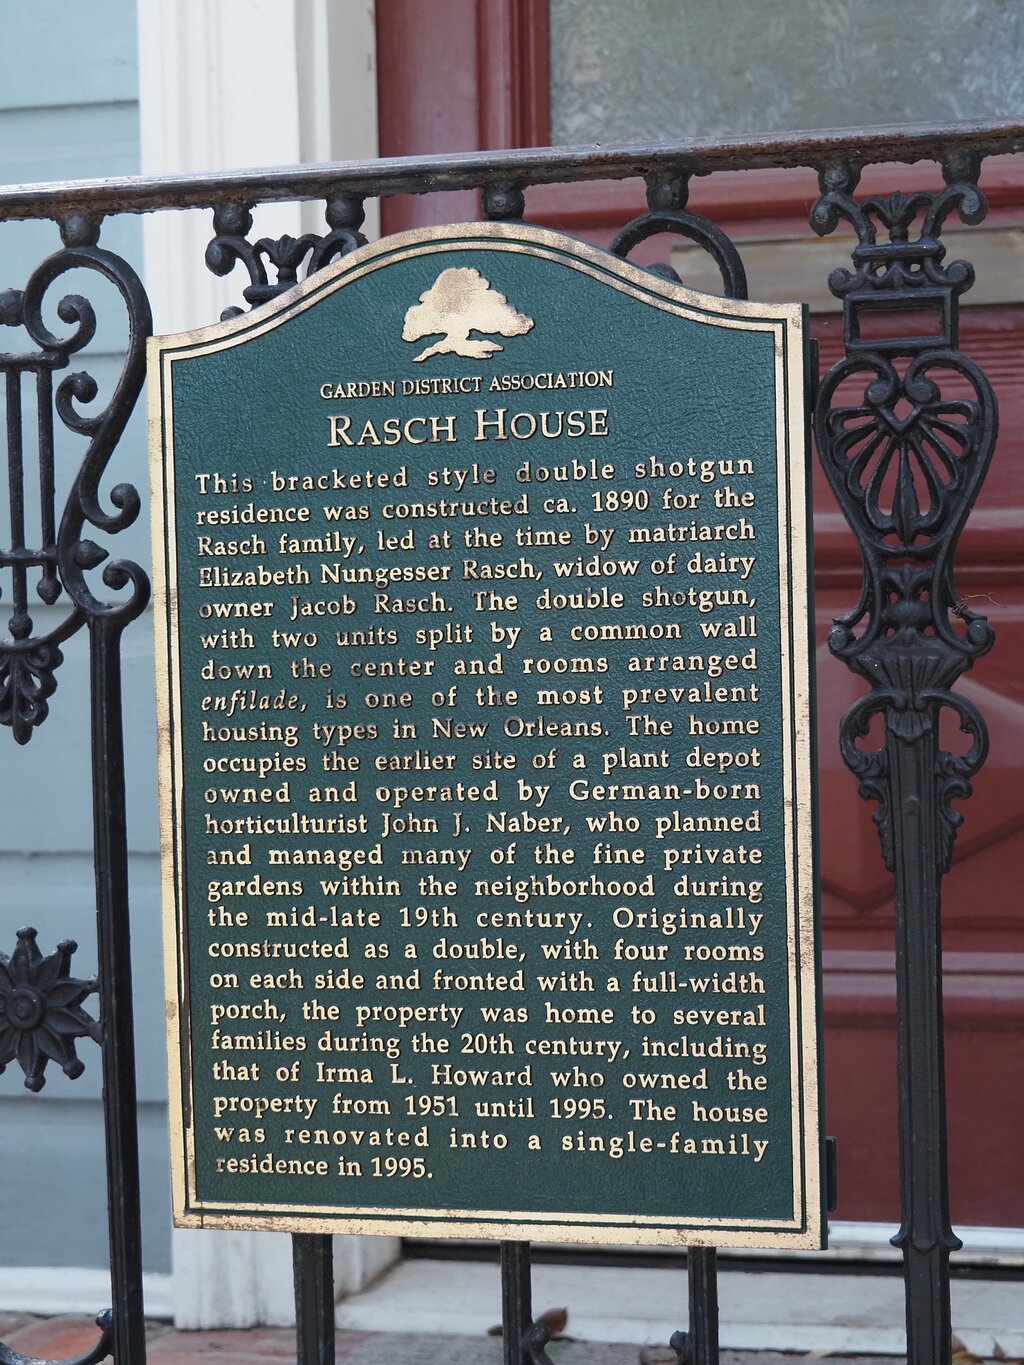 GARDEN DISTRICT ASSOCIATION
RASCH HOUSE
This bracketed style double shotgun
residence was constructed ca. 1890 for the
Rasch family, led at the time by matriarch
Elizabeth Nungesser Rasch, widow of dairy
owner Jacob Rasch. The double shotgun,
with two units split by a common wall
down the center and rooms arranged
enfilade, is one of the most prevalent
housing types in New Orleans. The home
occupies the earlier site of a plant depot
owned and operated by German-born
horticulturist John J. Naber, who planned
and managed many of the fine private
gardens within the neighborhood during
the mid-late 19th century. Originally
constructed as a double, with four rooms
on each side and fronted with a full-width
porch, the property was home to several
families during the 20th century, including
that of Irma L. Howard who owned the
property from 1951 until 1995. The house
was renovated into a single-family
residence in 1995.